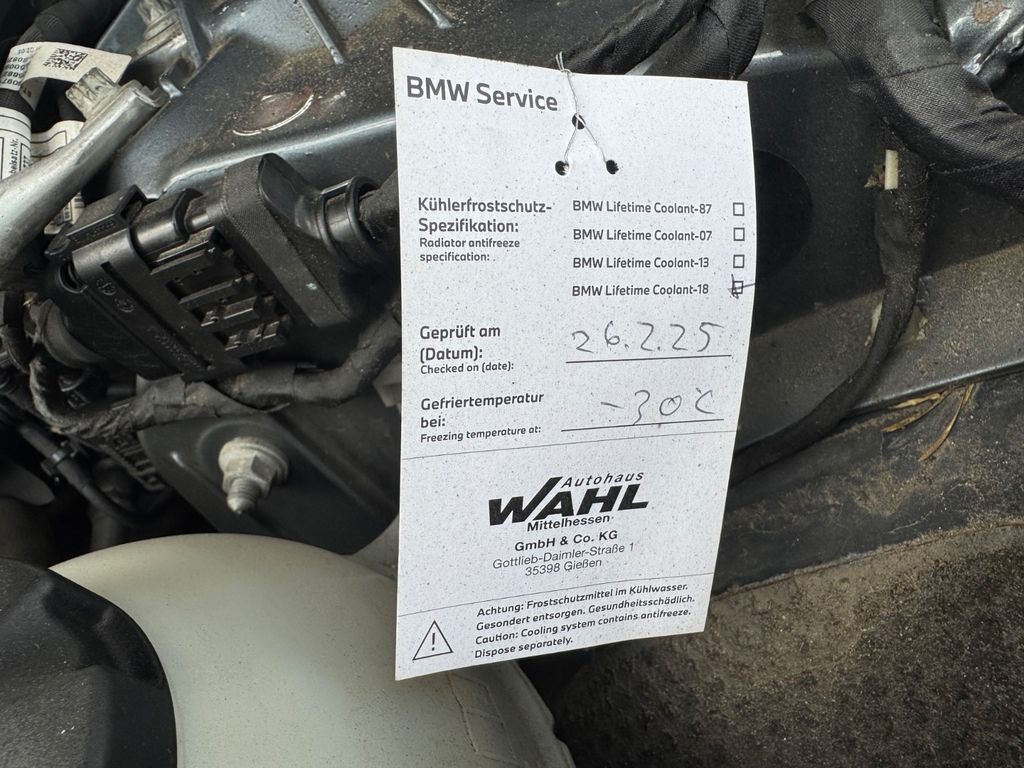 BMW Service
Kühlerfrostschutz-
Spezifikation:
Radiator antifreeze
specification:
BMW Lifetime Coolant-87
BMW Lifetime Coolant-07
BMW Lifetime Coolant-13
BMW Lifetime Coolant-18
Geprüft am
(Datum):
Checked on (date):
26.2.25
Gefriertemperatur
bei:
Freezing temperature at:
-30°C
Autohaus
WAHL
Mittelhessen
GmbH & Co. KG
Gottlieb-Daimler-Straße 1
35398 Gießen
Achtung: Frostschutzmittel im Kühlwasser.
Gesondert entsorgen. Gesundheitsschädlich.
Caution: Cooling system contains antifreeze.
Dispose separately.